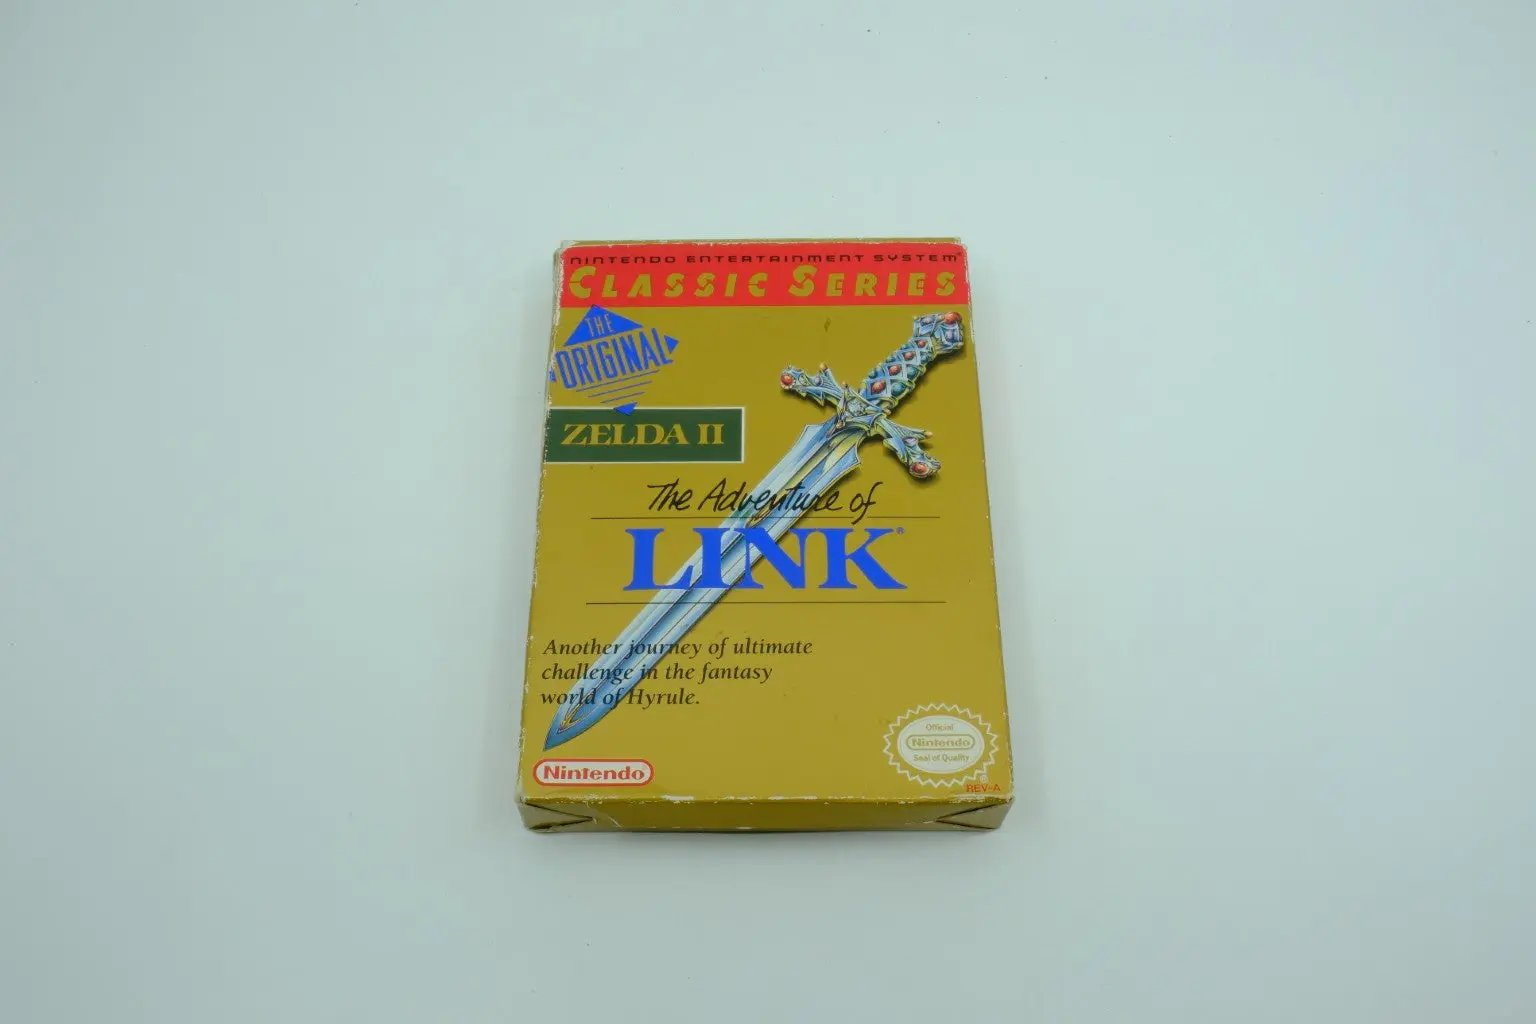 NINTENDO ENTERTAINMENT SYSTEM
CLASSIC SERIES
THE
ORIGINAL
ZELDA II
The Adventure of
LINK®
Another journey of ultimate
challenge in the fantasy
world of Hyrule.
Nintendo
Official
Nintendo
Seal of Quality
®
REV-A